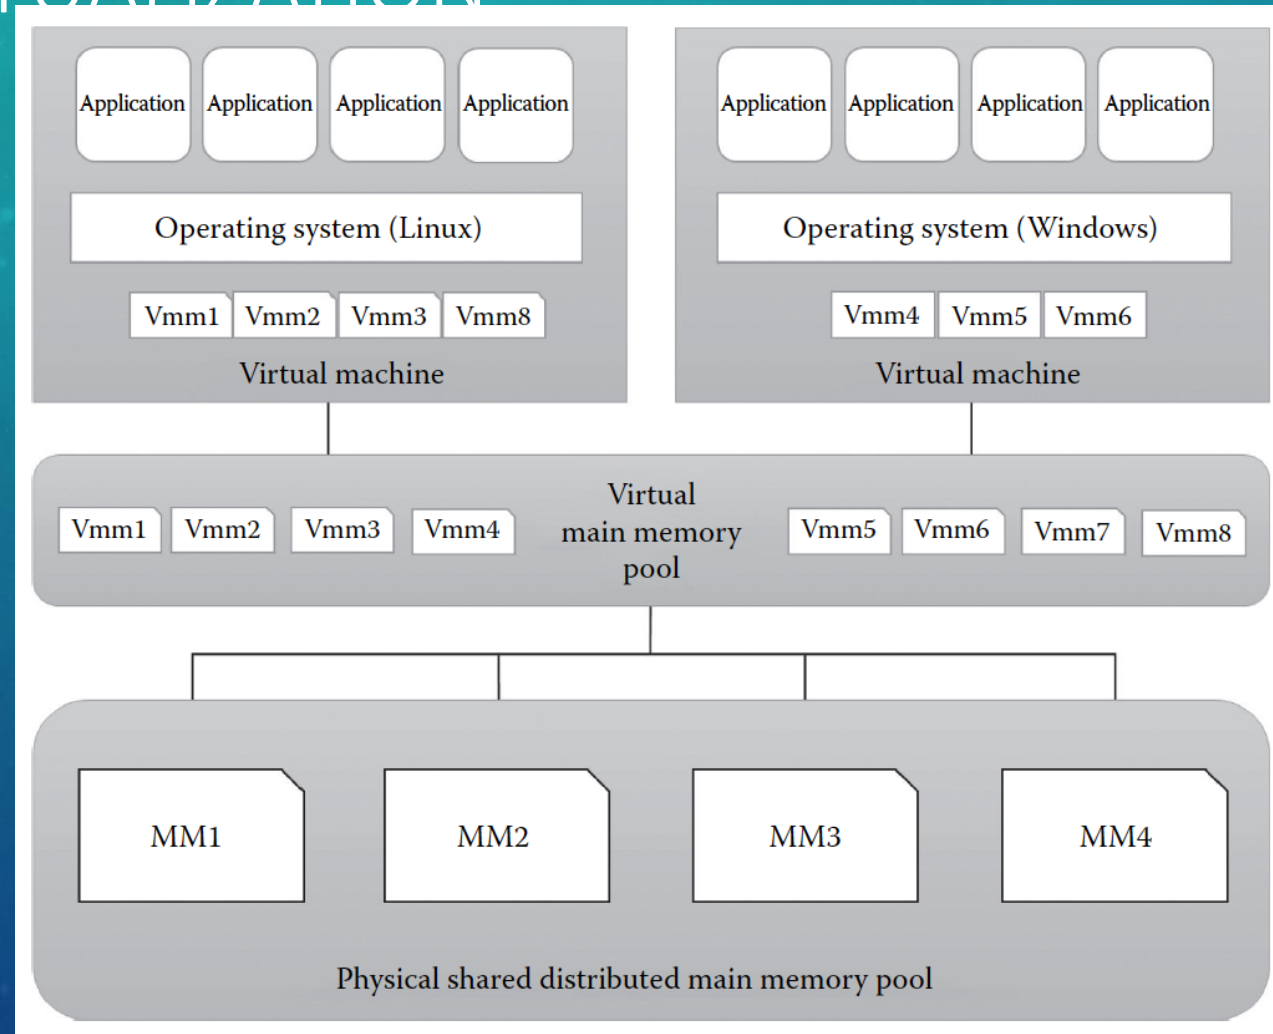 Application Application Application Application
Application Application Application Application
Operating system (Linux)
Operating system (Windows)
Vmm1 Vmm2 Vmm3 Vmm8
Vmm4 Vmm5 Vmm6
Virtual machine
Virtual machine
Vmm1 Vmm2 Vmm3 Vmm4
Virtual
main memory
pool
Vmm5 Vmm6 Vmm7 Vmm8
MM1 MM2 MM3 MM4
Physical shared distributed main memory pool